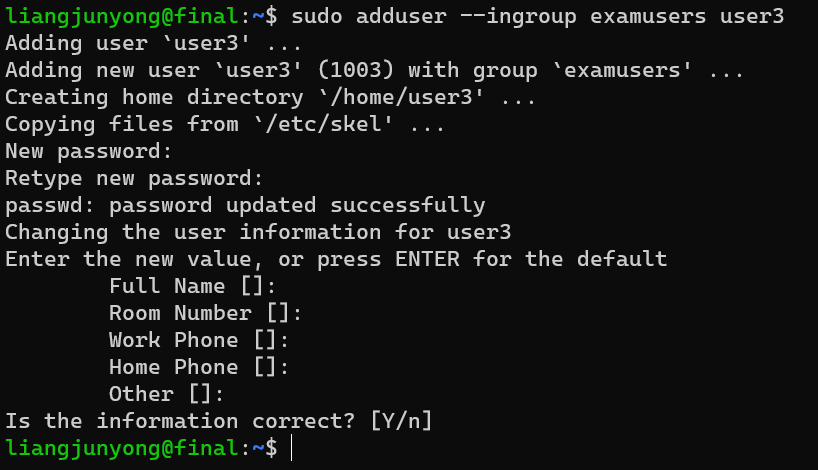 liangjunyong@final:~$ sudo adduser --ingroup examusers user3
Adding user `user3' ...
Adding new user `user3' (1003) with group `examusers' ...
Creating home directory `/home/user3' ...
Copying files from `/etc/skel' ...
New password:
Retype new password:
passwd: password updated successfully
Changing the user information for user3
Enter the new value, or press ENTER for the default
        Full Name []:
        Room Number []:
        Work Phone []:
        Home Phone []:
        Other []:
Is the information correct? [Y/n]
liangjunyong@final:~$